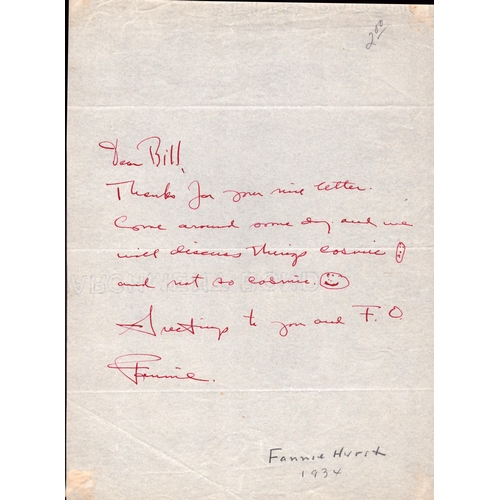 2.00
Dear Bill,
Thanks for your nice letter.
Come around some day and we
will discuss things cosmic
and not so cosmic.
Greetings to you and F. O.
Fannie.
Fannie Hurst
1934